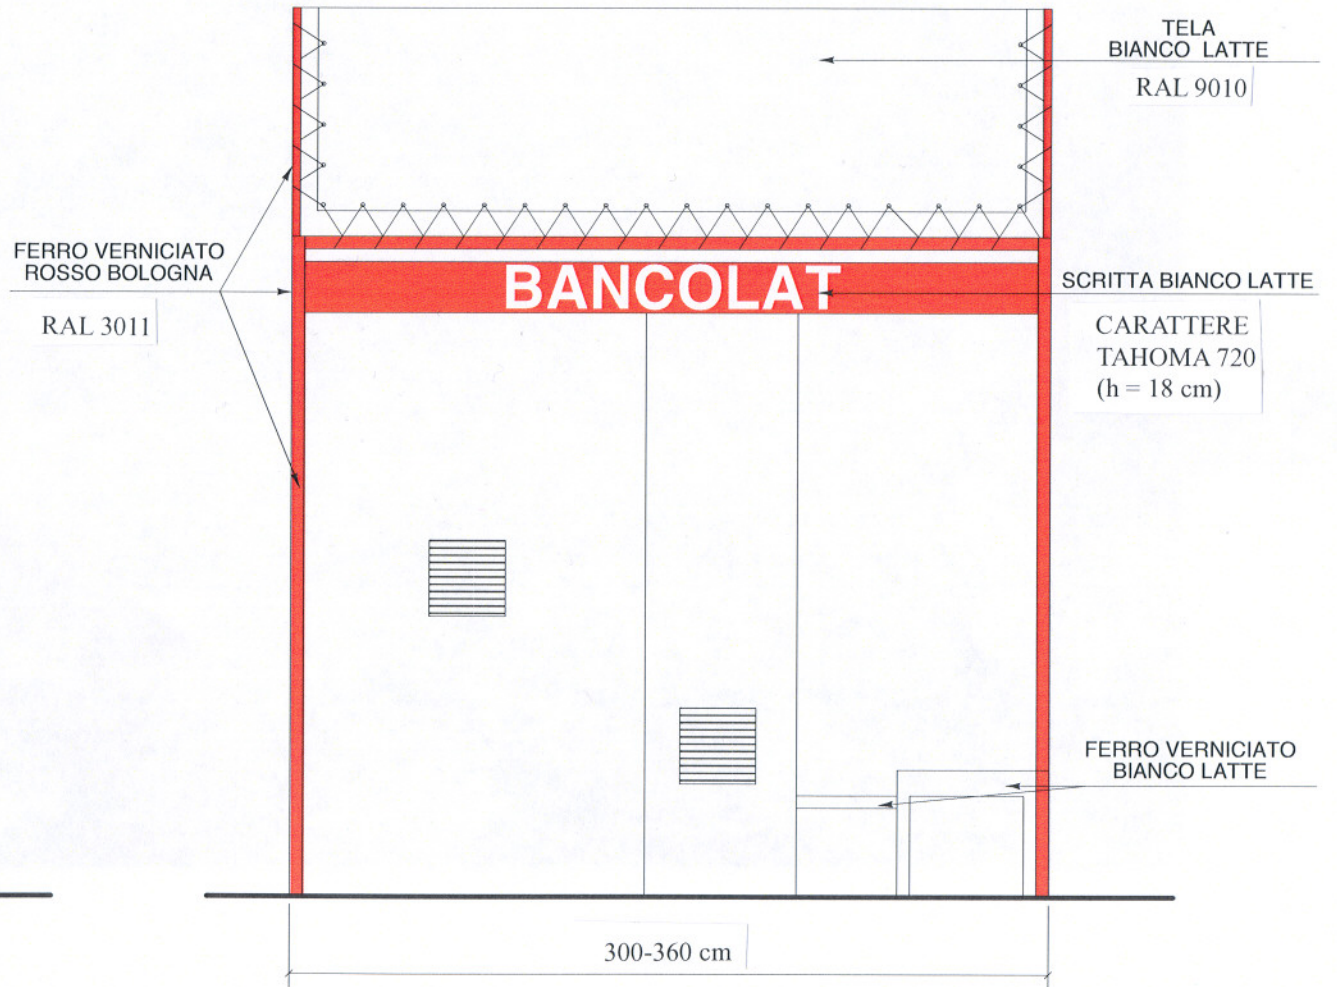 TELA
BIANCO LATTE
RAL 9010
FERRO VERNICIATO
ROSSO BOLOGNA
RAL 3011
BANCOLAT
SCRITTA BIANCO LATTE
CARATTERE
TAHOMA 720
(h = 18 cm)
FERRO VERNICIATO
BIANCO LATTE
300-360 cm